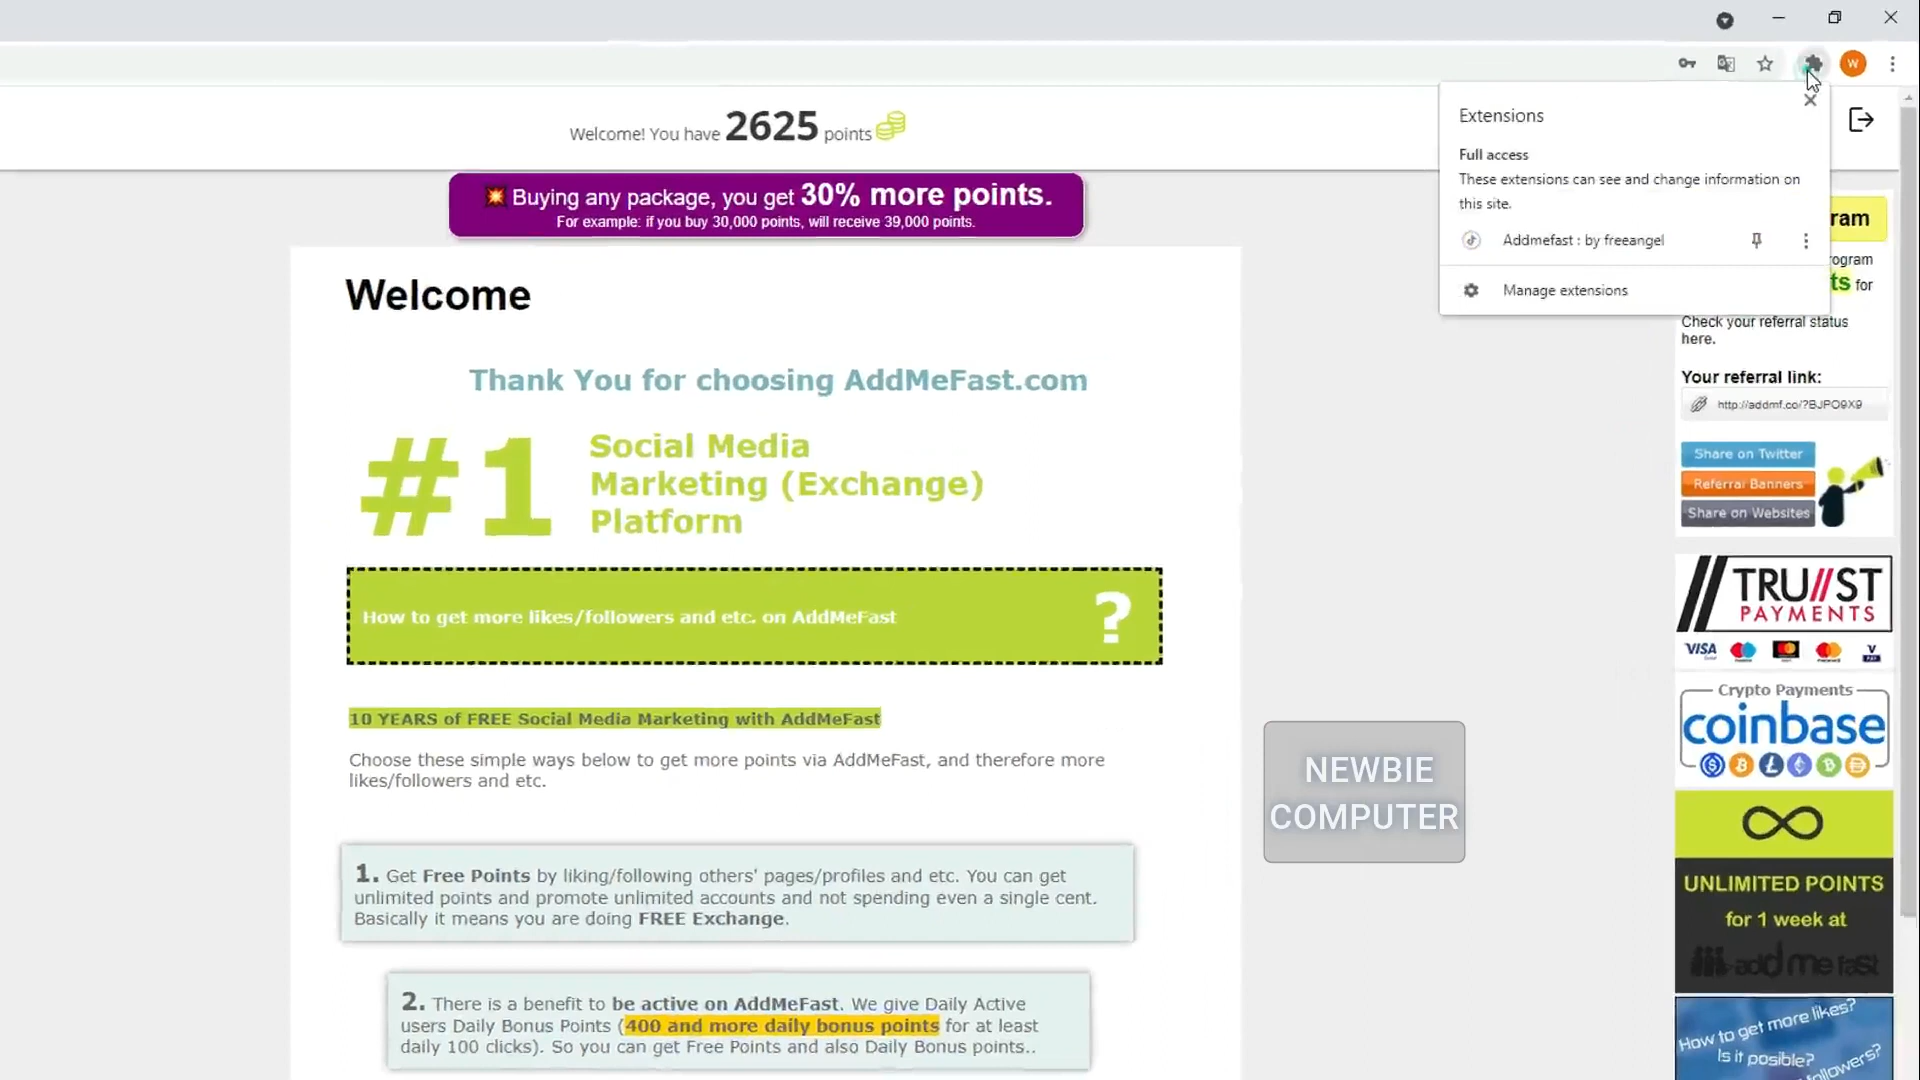 W
Welcome! You have 2625 points
Extensions
Full access
These extensions can see and change information on
this site.
Addmefast : by freeangel
Manage extensions
Buying any package, you get 30% more points.
For example: if you buy 30,000 points, will receive 39,000 points.
Welcome
Thank You for choosing AddMeFast.com
#1
Social Media
Marketing (Exchange)
Platform
How to get more likes/followers and etc. on AddMeFast
?
10 YEARS of FREE Social Media Marketing with AddMeFast
Choose these simple ways below to get more points via AddMeFast, and therefore more
likes/followers and etc.
1. Get Free Points by liking/following others' pages/profiles and etc. You can get
unlimited points and promote unlimited accounts and not spending even a single cent.
Basically it means you are doing FREE Exchange.
2. There is a benefit to be active on AddMeFast. We give Daily Active
users Daily Bonus Points (400 and more daily bonus points for at least
daily 100 clicks). So you can get Free Points and also Daily Bonus points..
NEWBIE
COMPUTER
ram
ogram
ts for
Check your referral status
here.
Your referral link:
http://addmf.co/?BJPO9X9
Share on Twitter
Referral Banners
Share on Websites
TRU//ST
PAYMENTS
VISA
V
Crypto Payments
coinbase
UNLIMITED POINTS
for 1 week at
add me fast
How to get more likes?
Is it posible?
followers?